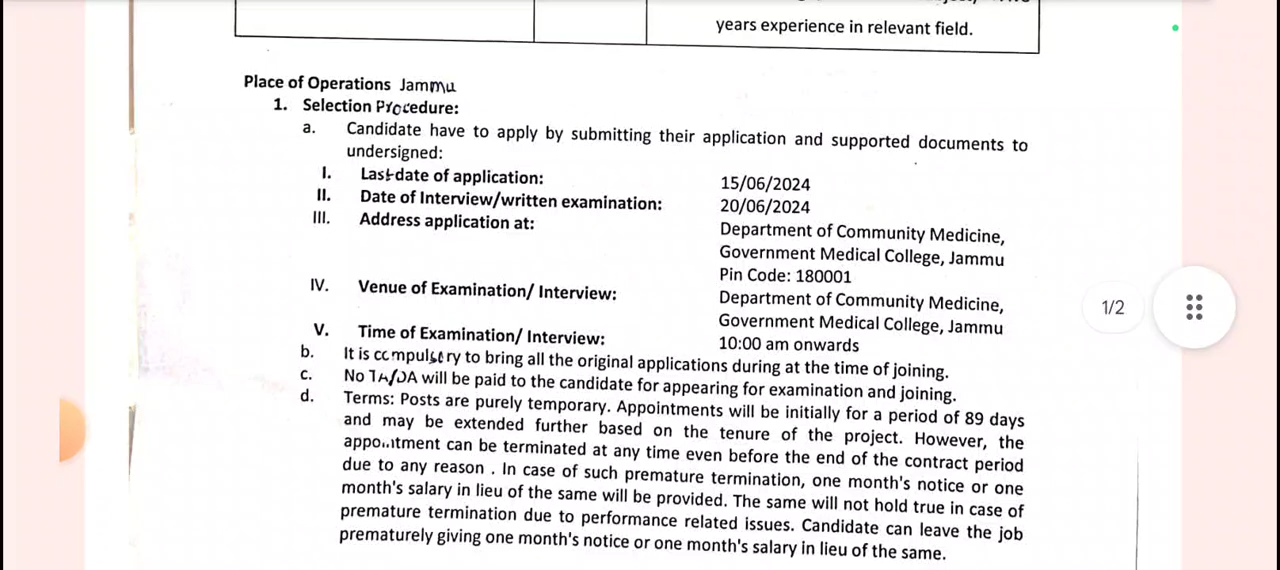 years experience in relevant field.
Place of Operations Jammu
1. Selection Procedure:
a. Candidate have to apply by submitting their application and supported documents to
undersigned:
I. Last date of application: 15/06/2024
II. Date of Interview/written examination: 20/06/2024
III. Address application at: Department of Community Medicine,
Government Medical College, Jammu
Pin Code: 180001
IV. Venue of Examination/ Interview: Department of Community Medicine,
Government Medical College, Jammu
V. Time of Examination/ Interview: 10:00 am onwards
b. It is compulsory to bring all the original applications during at the time of joining.
c. No TA/DA will be paid to the candidate for appearing for examination and joining.
d. Terms: Posts are purely temporary. Appointments will be initially for a period of 89 days
and may be extended further based on the tenure of the project. However, the
appointment can be terminated at any time even before the end of the contract period
due to any reason . In case of such premature termination, one month's notice or one
month's salary in lieu of the same will be provided. The same will not hold true in case of
premature termination due to performance related issues. Candidate can leave the job
prematurely giving one month's notice or one month's salary in lieu of the same.
1/2